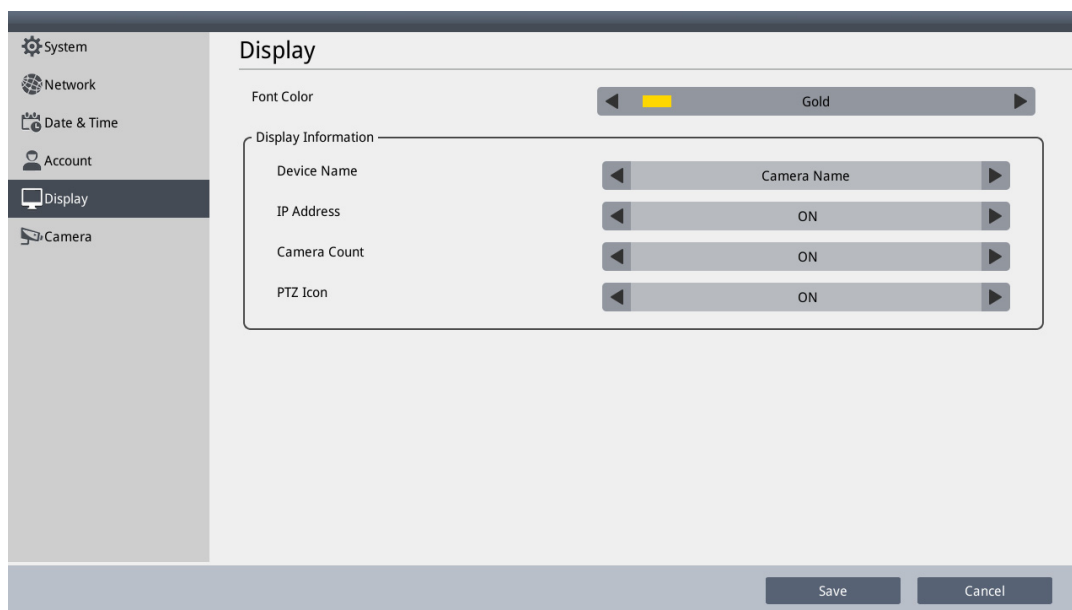 System
Network
Date & Time
Account
Display
Camera
Display
Font Color
Gold
Display Information
Device Name
Camera Name
IP Address
ON
Camera Count
ON
PTZ Icon
ON
Save
Cancel